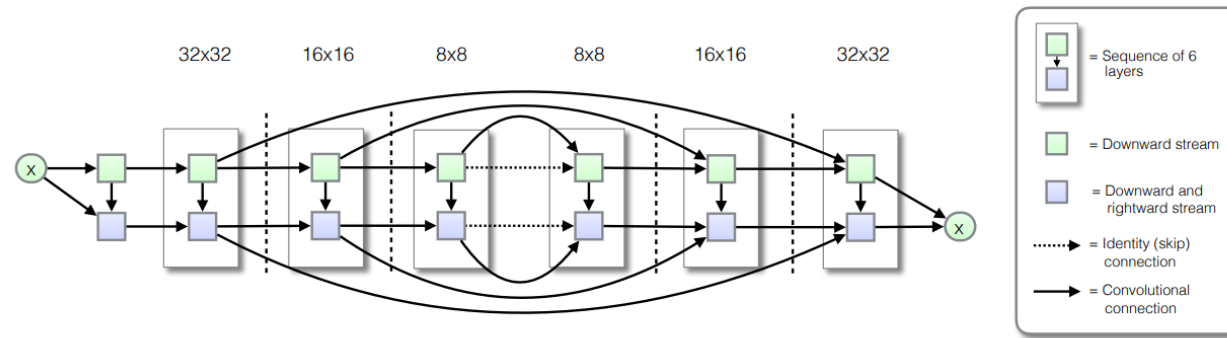 32x32 16x16 8x8 8x8 16x16 32x32
x
x
= Sequence of 6
layers
= Downward stream
= Downward and
rightward stream
= Identity (skip)
connection
= Convolutional
connection